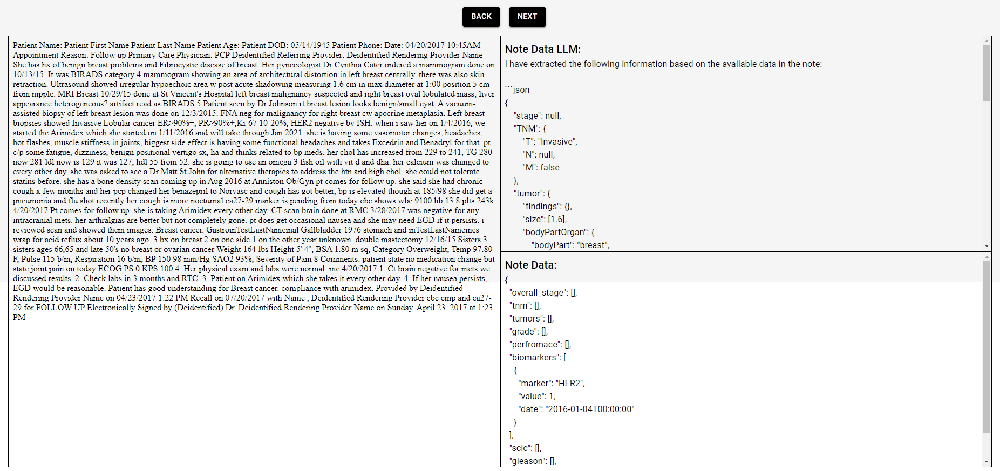 BACK
NEXT
Patient Name: Patient First Name Patient Last Name Patient Age: Patient DOB: 05/14/1945 Patient Phone: Date: 04/20/2017 10:45AM
Appointment Reason: Follow up Primary Care Physician: PCP Deidentified Referring Provider: Deidentified Rendering Provider Name
She has hx of benign breast problems and Fibrocystic disease of breast. Her gynecologist Dr Cynthia Cater ordered a mammogram done on
10/13/15. It was BIRADS category 4 mammogram showing an area of architectural distortion in left breast centrally. there was also skin
retraction. Ultrasound showed irregular hypoechoic area w post acute shadowing measuring 1.6 cm in max diameter at 1:00 position 5 cm
from nipple. MRI Breast 10/29/15 done at St Vincent's Hospital left breast malignancy suspected and right breast oval lobulated mass; liver
appearance heterogeneous? artifact read as BIRADS 5 Patient seen by Dr Johnson rt breast lesion looks benign/small cyst. A vacuum-
assisted biopsy of left breast lesion was done on 12/3/2015. FNA neg for malignancy for right breast cw apocrine metaplasia. Left breast
biopsies showed Invasive Lobular cancer ER>90%+, PR>90%+,Ki-67 10-20%, HER2 negative by ISH. when i saw her on 1/4/2016, we
started the Arimidex which she started on 1/11/2016 and will take through Jan 2021. she is having some vasomotor changes, headaches,
hot flashes, muscle stiffness in joints, biggest side effect is having some functional headaches and takes Excedrin and Benadryl for that. pt
c/p some fatigue, dizziness, benign positional vertigo sx, ha and thinks related to bp meds. her chol has increased from 229 to 241, TG 280
now 281 ldl now is 129 it was 127, hdl 55 from 52. she is going to use an omega 3 fish oil with vit d and dha. her calcium was changed to
every other day. she was asked to see a Dr Matt St John for alternative therapies to address the htn and high chol, she could not tolerate
statins before. she has a bone density scan coming up in Aug 2016 at Anniston Ob/Gyn pt comes for follow up. she said she had chronic
cough x few months and her pcp changed her benazepril to Norvasc and cough has got better, bp is elevated though at 185/98 she did get a
pneumonia and flu shot recently her cough is more nocturnal ca27-29 marker is pending from today cbc shows wbc 9100 hb 13.8 plts 243k
4/20/2017 Pt comes for follow up. she is taking Arimidex every other day. CT scan brain done at RMC 3/28/2017 was negative for any
intracranial mets. her arthralgias are better but not completely gone. pt does get occasional nausea and she may need EGD if it persists. i
reviewed scan and showed them images. Breast cancer. GastroinTestLastNameinal Gallbladder 1976 stomach and inTestLastNameines
wrap for acid reflux about 10 years ago. 3 bx on breast 2 on one side 1 on the other year unknown. double mastectomy 12/16/15 Sisters 3
sisters ages 66,65 and late 50's no breast or ovarian cancer Weight 164 lbs Height 5' 4", BSA 1.80 m sq, Category Overweight, Temp 97.80
F, Pulse 115 b/m, Respiration 16 b/m, BP 150 98 mm/Hg SAO2 93%, Severity of Pain 8 Comments: patient state no medication change but
state joint pain on today ECOG PS 0 KPS 100 4. Her physical exam and labs were normal. me 4/20/2017 1. Ct brain negative for mets we
discussed results. 2. Check labs in 3 months and RTC. 3. Patient on Arimidex which she takes it every other day. 4. If her nausea persists,
EGD would be reasonable. Patient has good understanding for Breast cancer. compliance with arimidex. Provided by Deidentified
Rendering Provider Name on 04/23/2017 1:22 PM Recall on 07/20/2017 with Name , Deidentified Rendering Provider cbc cmp and ca27-
29 for FOLLOW UP Electronically Signed by (Deidentified) Dr. Deidentified Rendering Provider Name on Sunday, April 23, 2017 at 1:23
PM
Note Data LLM:
I have extracted the following information based on the available data in the note:
```json
{
"stage": null,
"TNM": {
"T": "Invasive",
"N": null,
"M": false
},
"tumor": {
"findings": {},
"size": [1.6],
"bodyPartOrgan": {
"bodyPart": "breast",
Note Data:
{
"overall_stage": [],
"tnm": [],
"tumors": [],
"grade": [],
"perfromace": [],
"biomarkers": [
{
"marker": "HER2",
"value": 1,
"date": "2016-01-04T00:00:00"
}
],
"sclc": [],
"gleason": [],